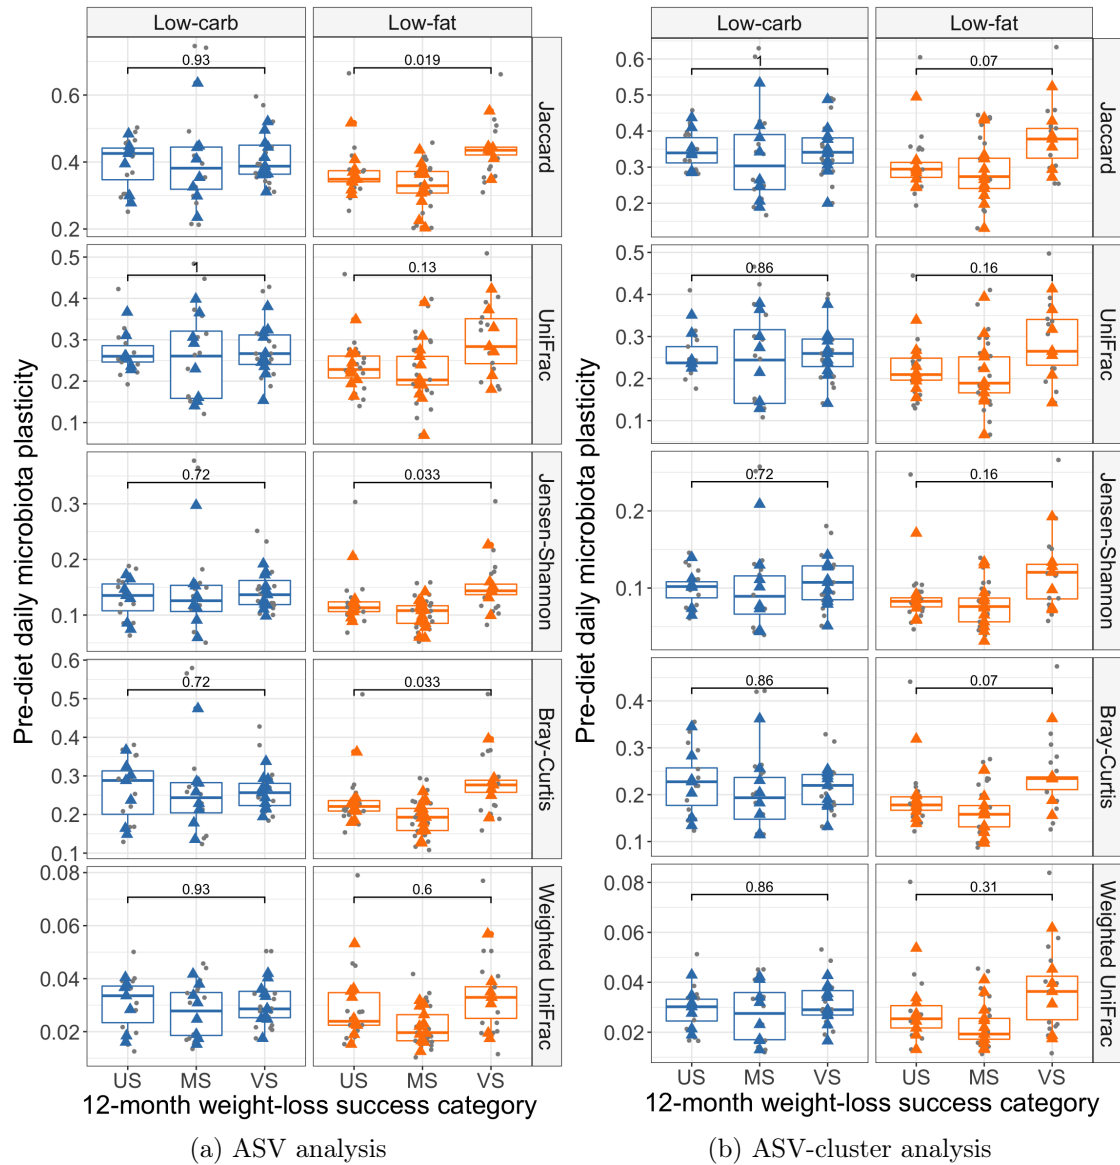 Low-carb
Low-fat
Low-carb
Low-fat
Pre-diet daily microbiota plasticity
0.6
0.4
0.2
0.93
0.019
Jaccard
0.5
0.4
0.3
0.2
0.1
1
0.13
UniFrac
0.3
0.2
0.1
0.72
0.033
Jensen-Shannon
0.6
0.5
0.4
0.3
0.2
0.1
0.72
0.033
Bray-Curtis
0.08
0.06
0.04
0.02
0.93
0.6
Weighted UniFrac
US MS VS US MS VS
12-month weight-loss success category
(a) ASV analysis
Pre-diet daily microbiota plasticity
0.6
0.5
0.4
0.3
0.2
1
0.07
Jaccard
0.5
0.4
0.3
0.2
0.1
0.86
0.16
UniFrac
0.2
0.1
0.72
0.16
Jensen-Shannon
0.4
0.3
0.2
0.1
0.86
0.07
Bray-Curtis
0.08
0.06
0.04
0.02
0.86
0.31
Weighted UniFrac
US MS VS US MS VS
12-month weight-loss success category
(b) ASV-cluster analysis